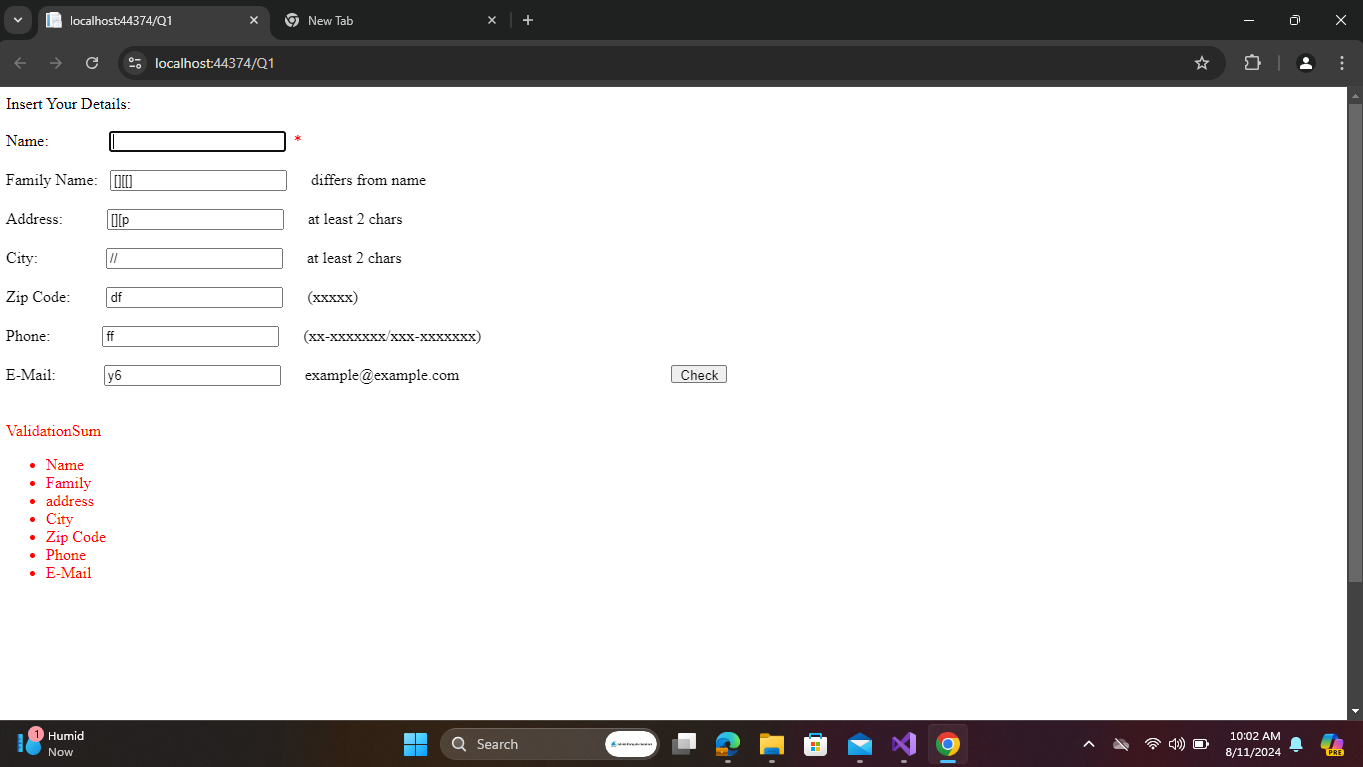 localhost:44374/Q1
New Tab
localhost:44374/Q1
Insert Your Details:
Name: *
Family Name: [][[] differs from name
Address: [][p at least 2 chars
City: // at least 2 chars
Zip Code: df (xxxxx)
Phone: ff (xx-xxxxxxx/xxx-xxxxxxx)
E-Mail: y6 example@example.com Check
ValidationSum
Name
Family
address
City
Zip Code
Phone
E-Mail
1 Humid
Now
Search
10:02 AM
8/11/2024
PRE